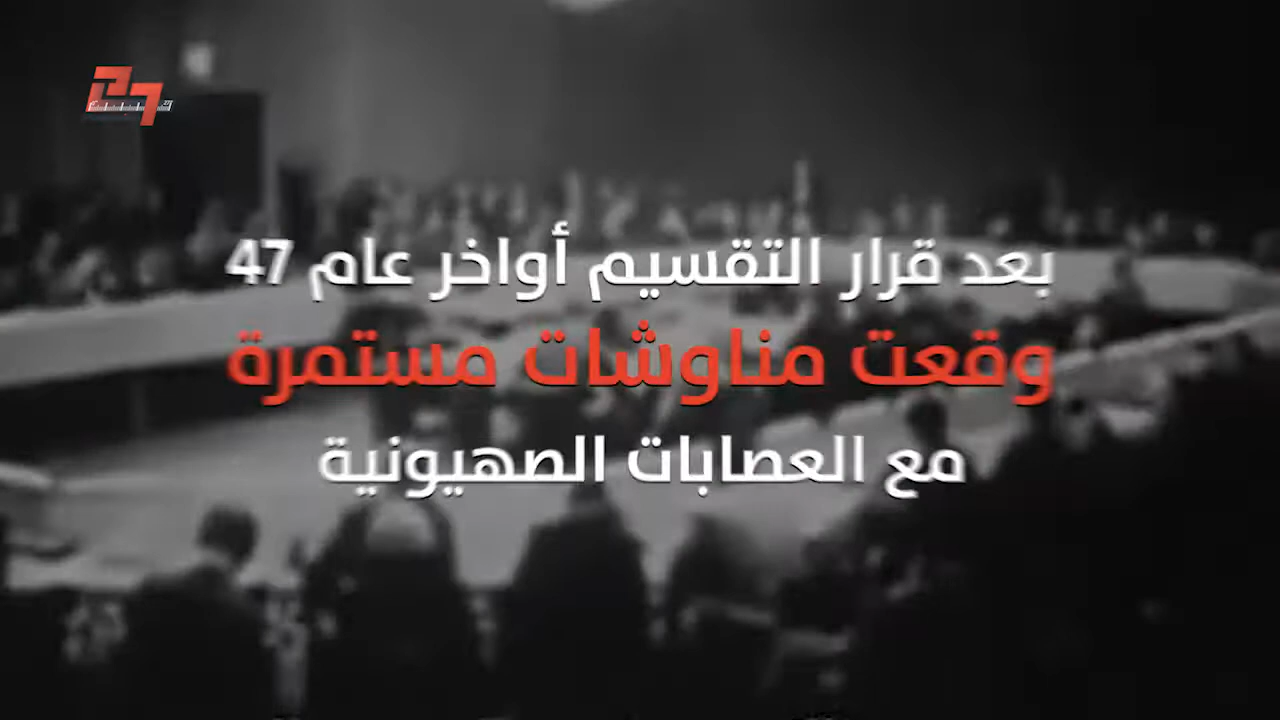 بعد قرار التقسيم أواخر عام 47
وقعت مناوشات مستمرة
مع العصابات الصهيونية